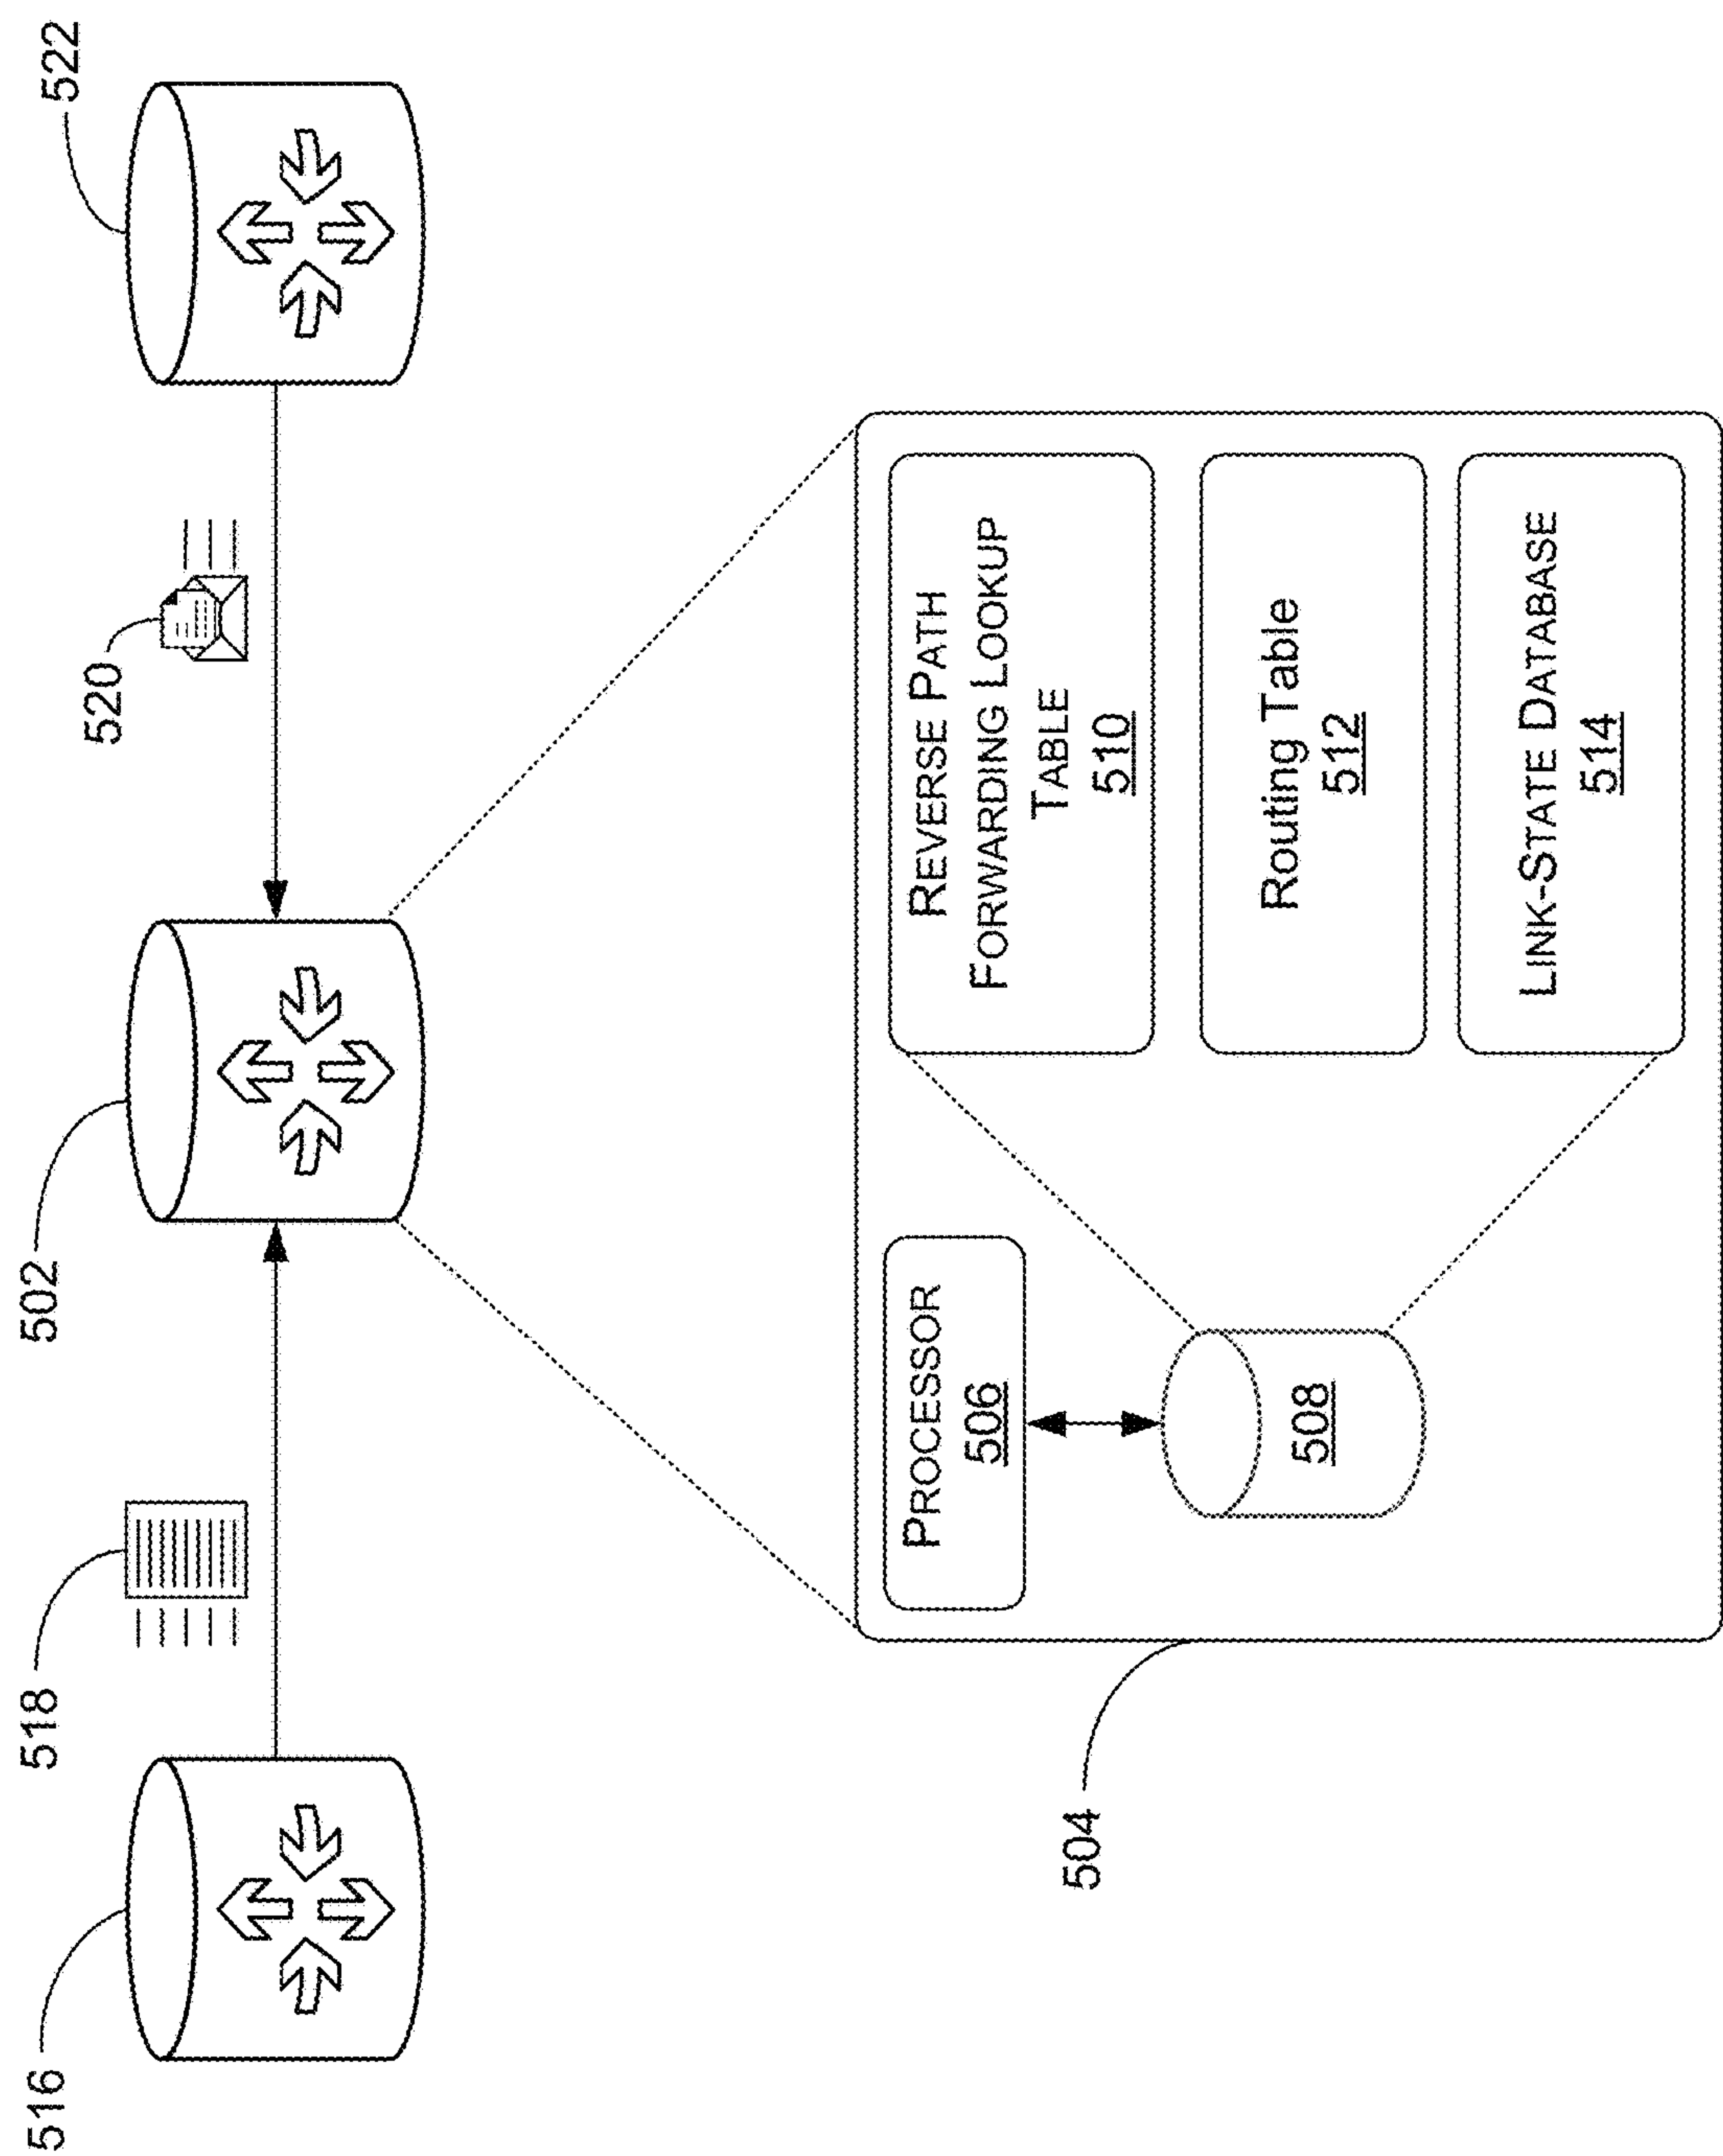 516
518
502
520
522
504
PROCESSOR
506
508
REVERSE PATH
FORWARDING LOOKUP
TABLE
510
Routing Table
512
LINK-STATE DATABASE
514